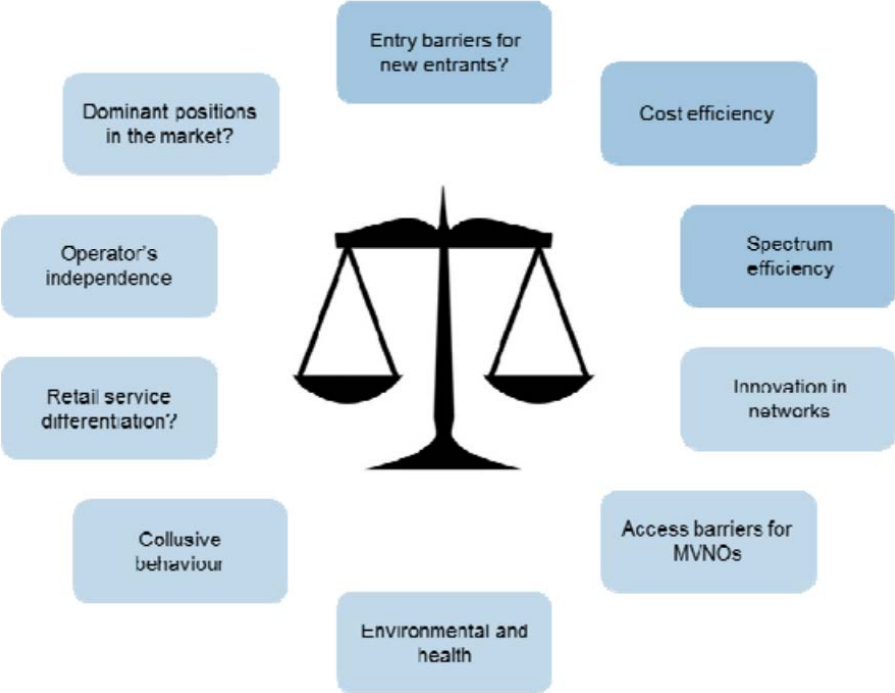 Entry barriers for
new entrants?
Dominant positions
in the market?
Cost efficiency
Operator's
independence
Spectrum
efficiency
Retail service
differentiation?
Innovation in
networks
Collusive
behaviour
Access barriers for
MVNOs
Environmental and
health